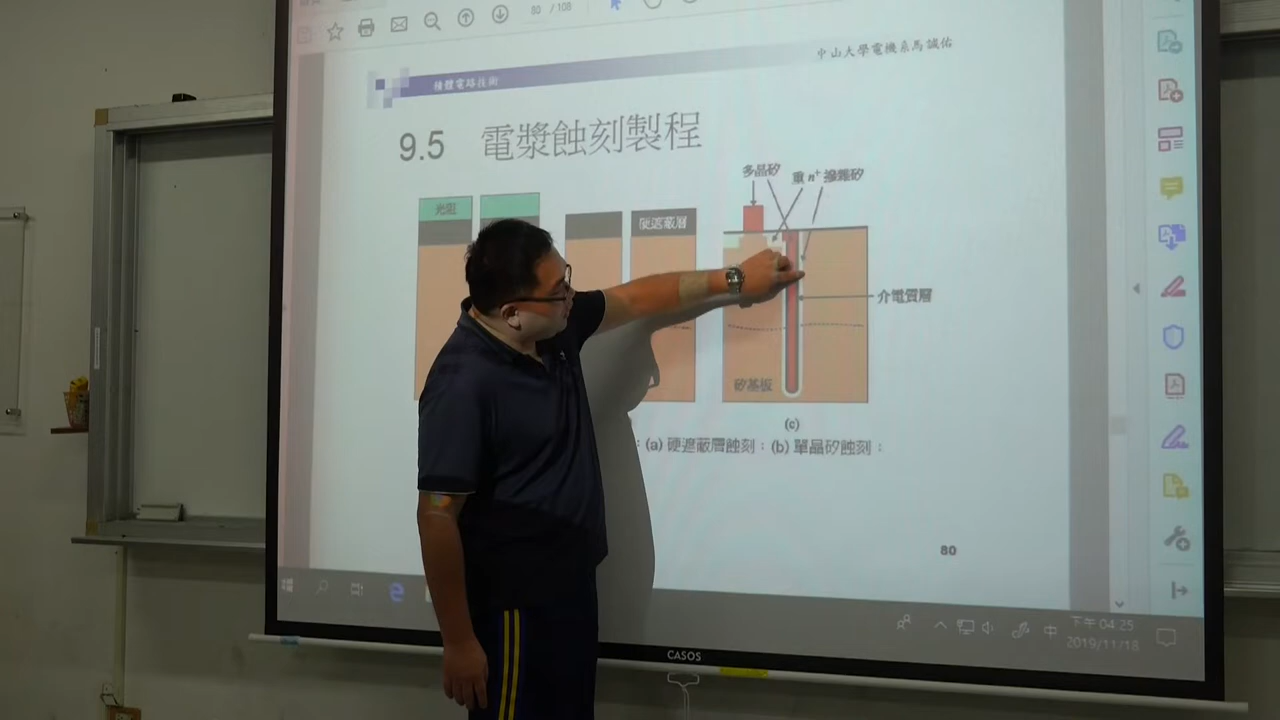 80 / 108
中山大學電機系馬誠佑
積體電路技術
9.5 電漿蝕刻製程
多晶矽
重 n+ 摻雜矽
光阻
硬遮蔽層
介電質層
矽基板
(c)
：(a) 硬遮蔽層蝕刻；(b) 單晶矽蝕刻；
80
中
下午 04:25
2019/11/18
CASOS